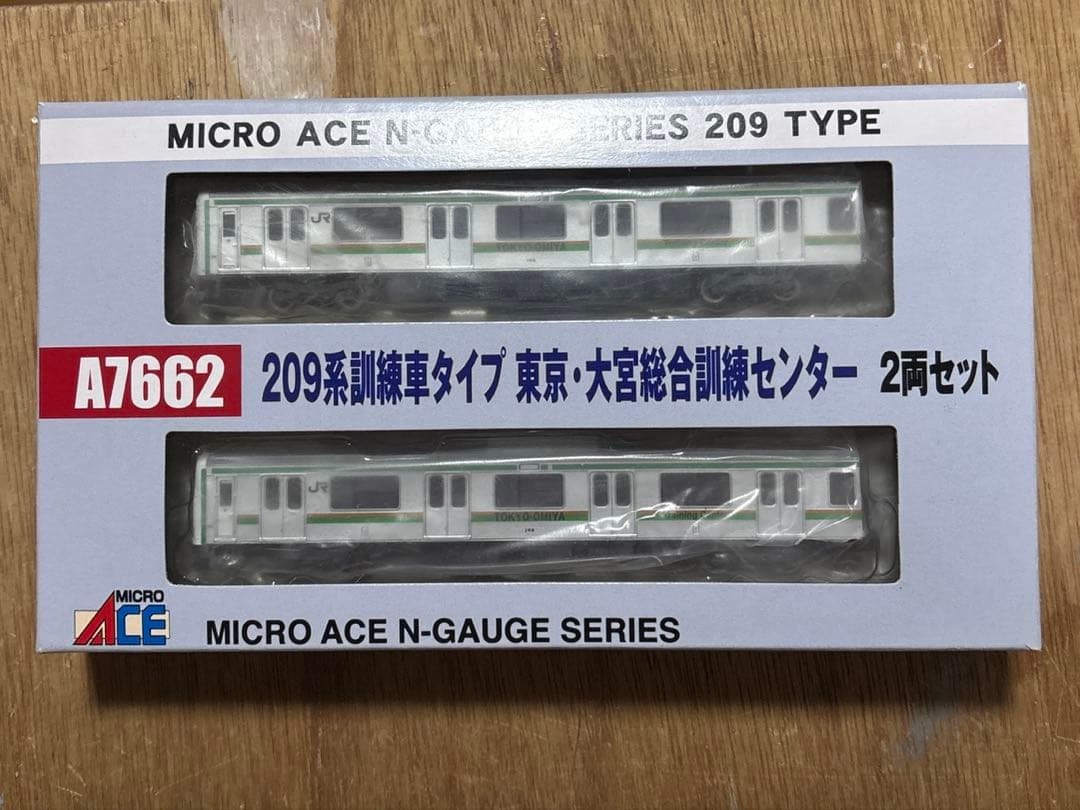 MICRO ACE N-GAUGE SERIES 209 TYPE
JR
TOKYO-OMIYA
A7662
209系訓練車タイプ 東京・大宮総合訓練センター 2両セット
JR
TOKYO-OMIYA
Training Center
MICRO
ACE
MICRO ACE N-GAUGE SERIES